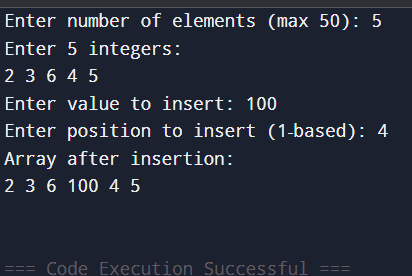 Enter number of elements (max 50): 5
Enter 5 integers:
2 3 6 4 5
Enter value to insert: 100
Enter position to insert (1-based): 4
Array after insertion:
2 3 6 100 4 5
=== Code Execution Successful ===